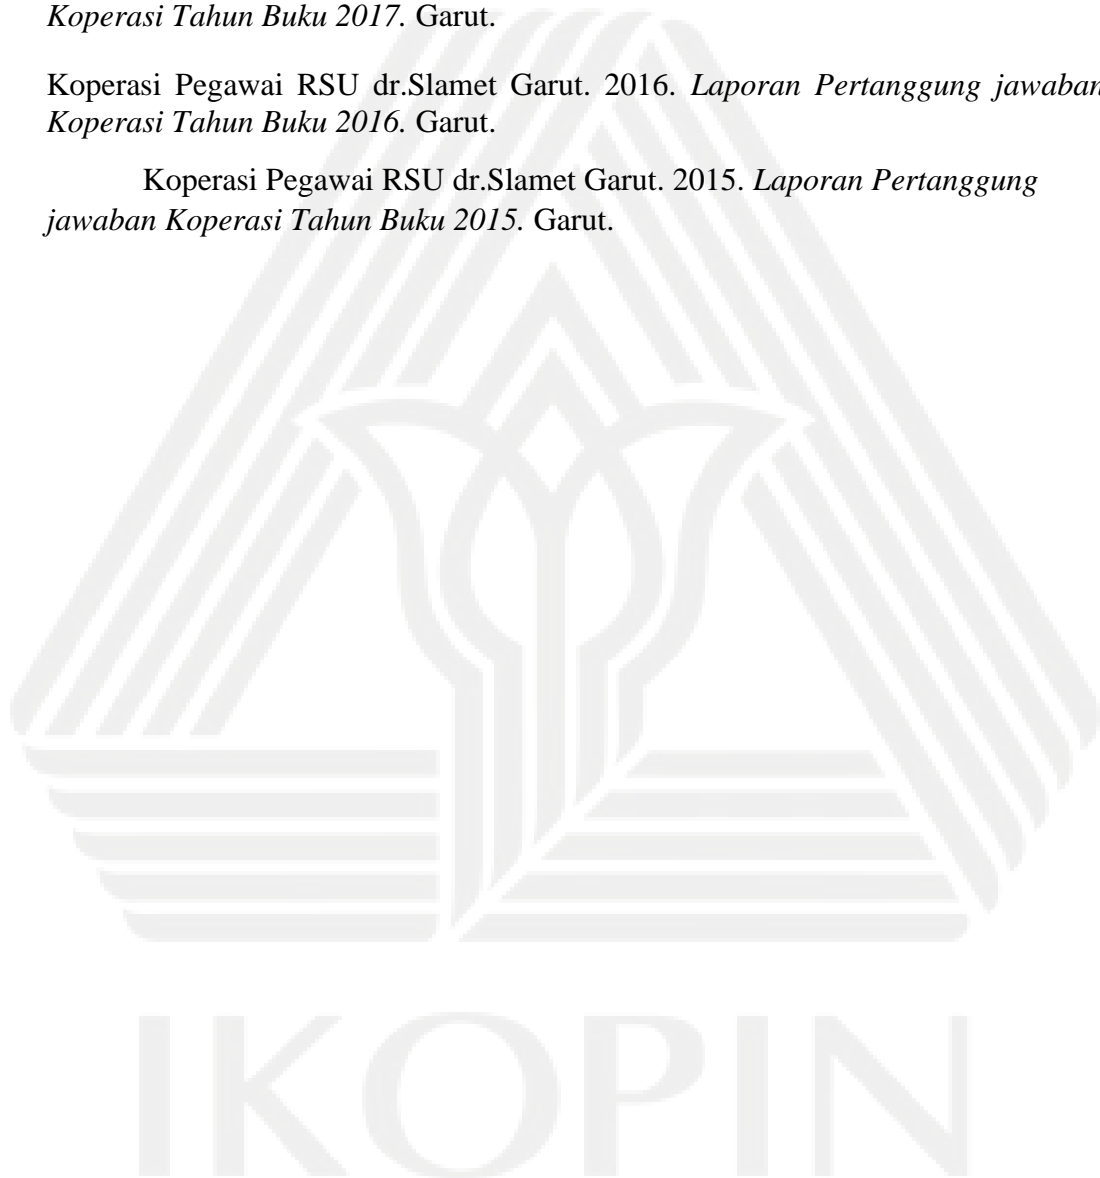 Koperasi Tahun Buku 2017. Garut.
Koperasi Pegawai RSU dr.Slamet Garut. 2016. Laporan Pertanggung jawaban
Koperasi Tahun Buku 2016. Garut.
Koperasi Pegawai RSU dr.Slamet Garut. 2015. Laporan Pertanggung
jawaban Koperasi Tahun Buku 2015. Garut.
IKOPIN